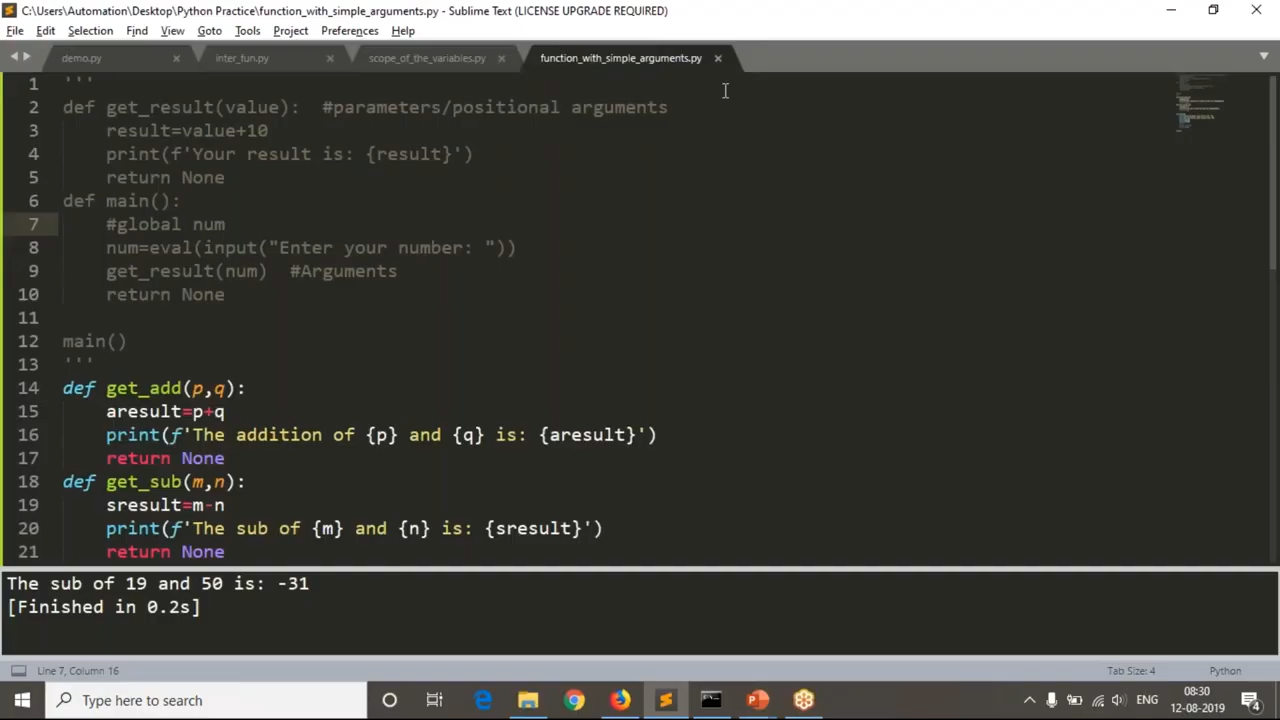 C:\Users\Automation\Desktop\Python Practice\function_with_simple_arguments.py - Sublime Text (LICENSE UPGRADE REQUIRED)
File Edit Selection Find View Goto Tools Project Preferences Help
demo.py inter_fun.py scope_of_the_variables.py function_with_simple_arguments.py
1 '''
2 def get_result(value): #parameters/positional arguments
3 result=value+10
4 print(f'Your result is: {result}')
5 return None
6 def main():
7 #global num
8 num=eval(input("Enter your number: "))
9 get_result(num) #Arguments
10 return None
11
12 main()
13 '''
14 def get_add(p,q):
15 aresult=p+q
16 print(f'The addition of {p} and {q} is: {aresult}')
17 return None
18 def get_sub(m,n):
19 sresult=m-n
20 print(f'The sub of {m} and {n} is: {sresult}')
21 return None
The sub of 19 and 50 is: -31
[Finished in 0.2s]
Line 7, Column 16 Tab Size: 4 Python
Type here to search ENG 08:30
12-08-2019 4